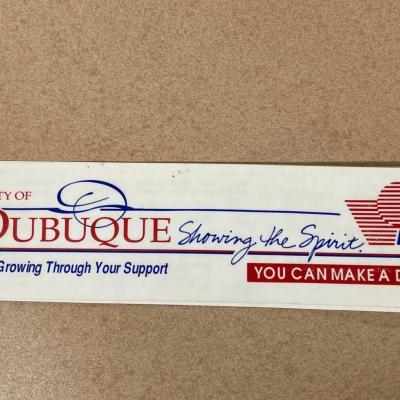 TY OF
DUBUQUE Showing the Spirit.
Growing Through Your Support
YOU CAN MAKE A D